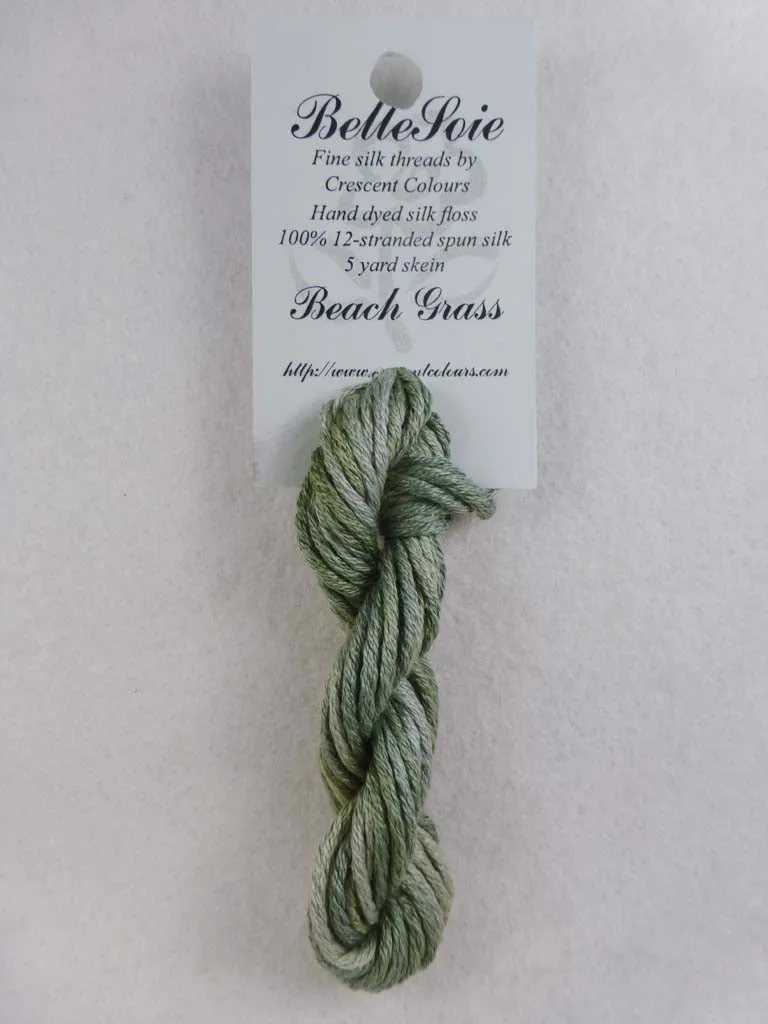 BelleSoie
Fine silk threads by
Crescent Colours
Hand dyed silk floss
100% 12-stranded spun silk
5 yard skein
Beach Grass